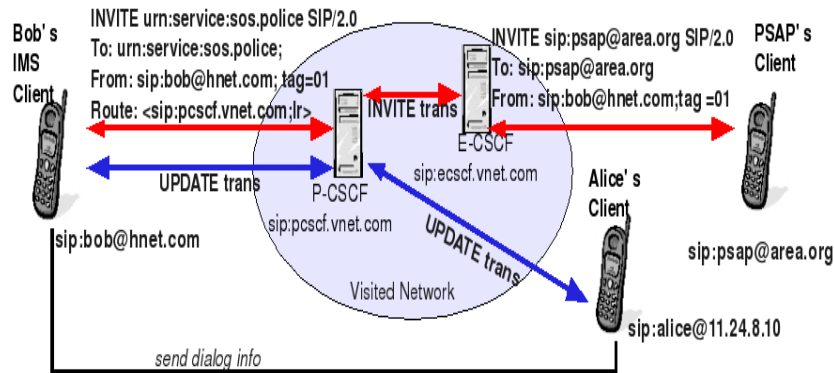 Bob's
IMS
Client
INVITE urn:service:sos.police SIP/2.0
To: urn:service:sos.police;
From: sip:bob@hnet.com; tag=01
Route: <sip:pcscf.vnet.com;lr>
INVITE sip:psap@area.org SIP/2.0
To: sip:psap@area.org
From: sip:bob@hnet.com;tag =01
PSAP's
Client
INVITE trans
E-CSCF
sip:ecscf.vnet.com
UPDATE trans
P-CSCF
sip:pcscf.vnet.com
UPDATE trans
Alice's
Client
sip:bob@hnet.com
sip:psap@area.org
Visited Network
sip:alice@11.24.8.10
send dialog info